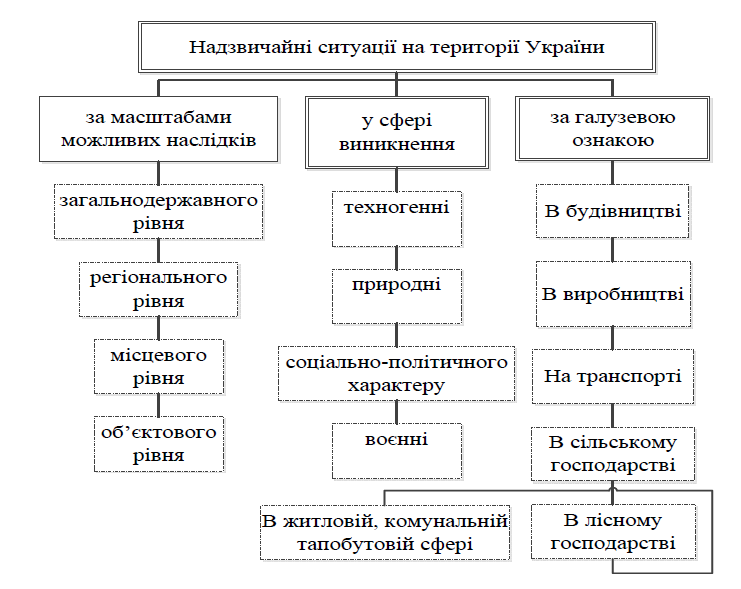 Надзвичайні ситуації на території України
за масштабами
можливих наслідків
загальнодержавного
рівня
регіонального
рівня
місцевого
рівня
об’єктового
рівня
у сфері
виникнення
техногенні
природні
соціально-політичного
характеру
воєнні
за галузевою
ознакою
В будівництві
В виробництві
На транспорті
В сільському
господарстві
В лісному
господарстві
В житловій, комунальній
тапобутовій сфері